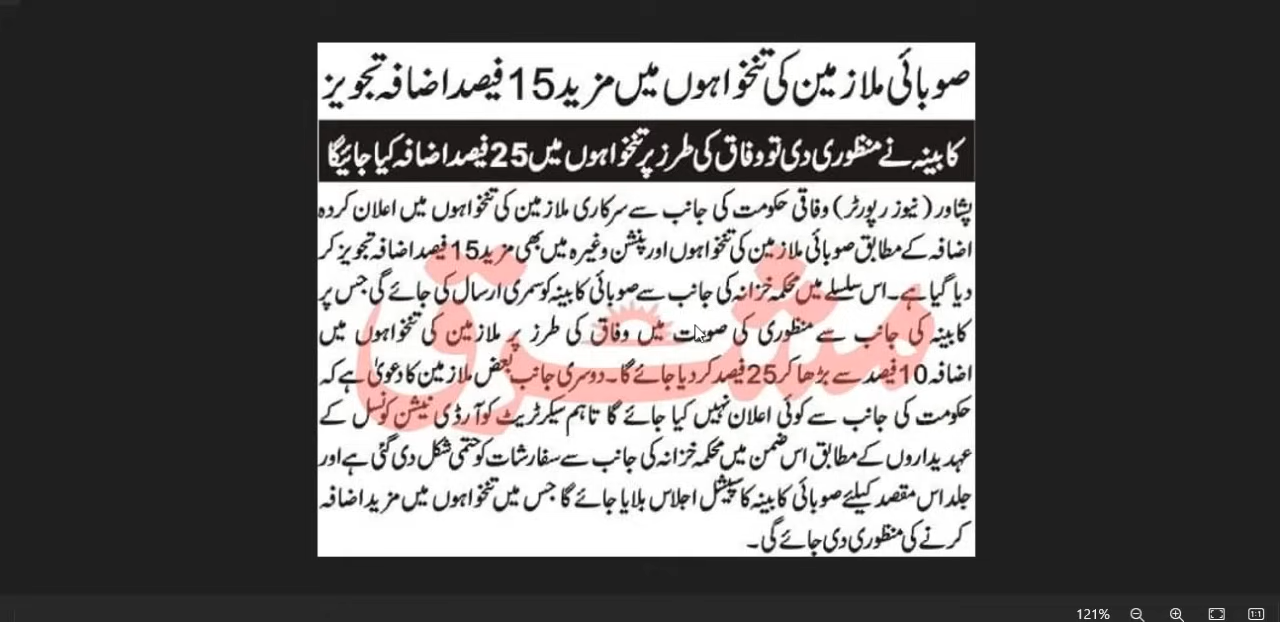 صوبائی ملازمین کی تنخواہوں میں مزید 15 فیصد اضافہ تجویز
کابینہ نے منظوری دی تو وفاق کی طرز پر تنخواہوں میں 25 فیصد اضافہ کیا جائیگا
پشاور (نیوز رپورٹر) وفاقی حکومت کی جانب سے سرکاری ملازمین کی تنخواہوں میں اعلان کردہ
اضافہ کے مطابق صوبائی ملازمین کی تنخواہوں اور پنشن وغیرہ میں بھی مزید 15 فیصد اضافہ تجویز کر
دیا گیا ہے۔ اس سلسلے میں محکمہ خزانہ کی جانب سے صوبائی کابینہ کو سمری ارسال کی جائے گی جس پر
کابینہ کی جانب سے منظوری کی صورت میں وفاق کی طرز پر ملازمین کی تنخواہوں میں
اضافہ 10 فیصد سے بڑھا کر 25 فیصد کر دیا جائے گا۔ دوسری جانب بعض ملازمین کا دعویٰ ہے کہ
حکومت کی جانب سے کوئی اعلان نہیں کیا جائے گا تاہم سیکرٹریٹ کوآرڈی نیشن کونسل کے
عہدیداروں کے مطابق اس ضمن میں محکمہ خزانہ کی جانب سے سفارشات کو حتمی شکل دی گئی ہے اور
جلد اس مقصد کیلئے صوبائی کابینہ کا سپیشل اجلاس بلایا جائے گا جس میں تنخواہوں میں مزید اضافہ
کرنے کی منظوری دی جائے گی۔
مشرق
121%
1:1